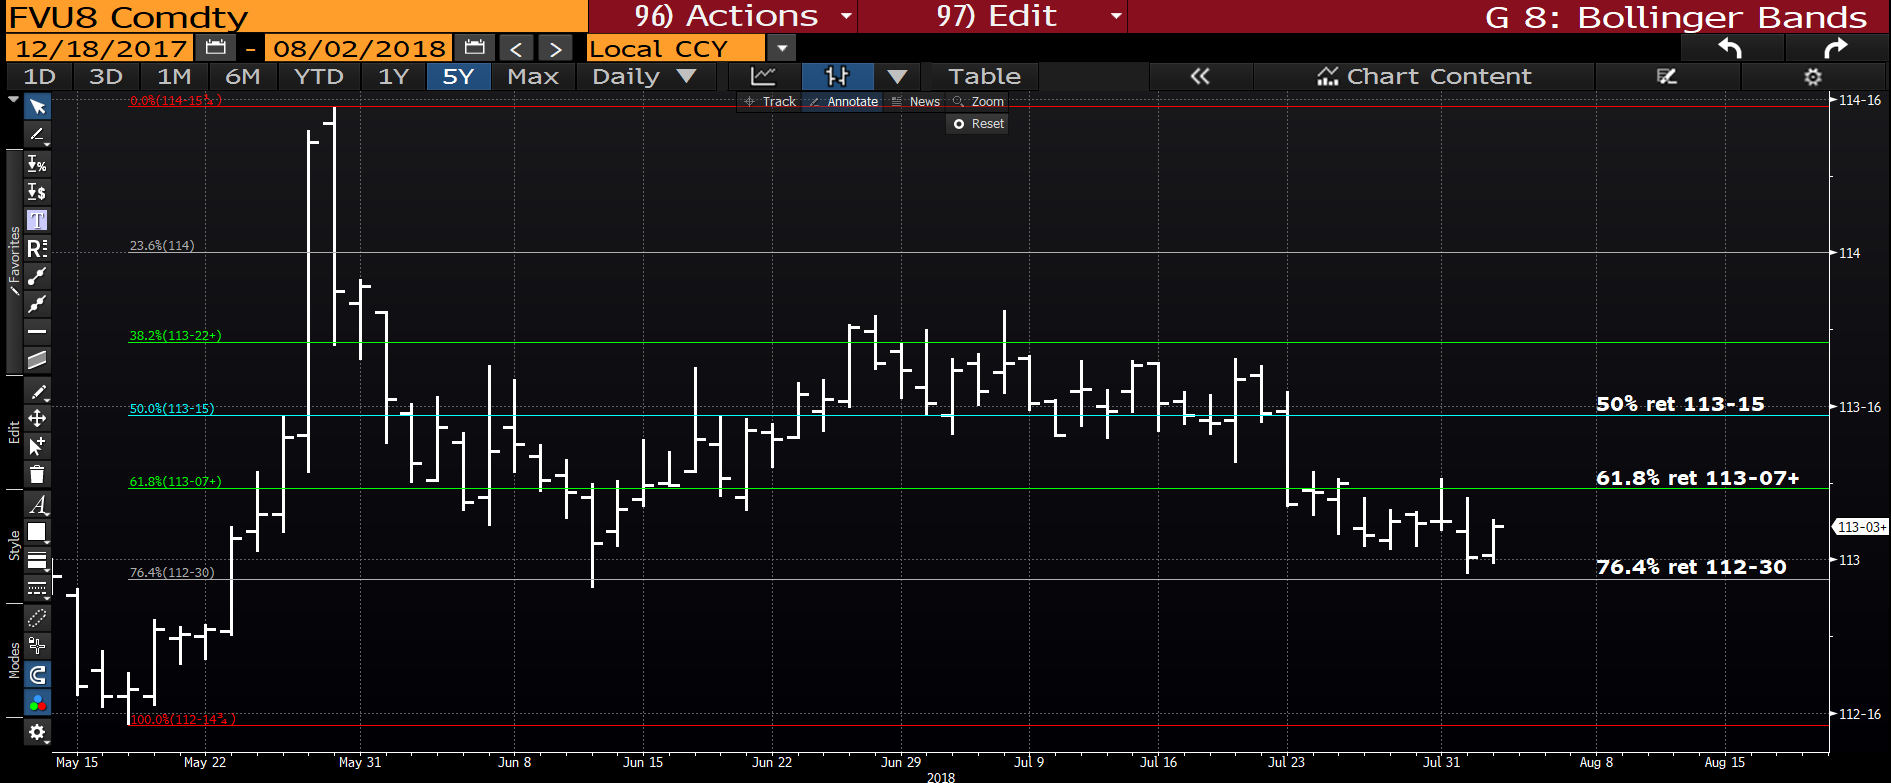 FVU8 Comdty 96) Actions 97) Edit G 8: Bollinger Bands
12/18/2017 - 08/02/2018 < > Local CCY
1D 3D 1M 6M YTD 1Y 5Y Max Daily Table « Chart Content
Track Annotate News Zoom
Reset
Favorites
Edit
Style
Modes
% 
$
T
R
A
0.0%(114-15¾)
23.6%(114)
38.2%(113-22+)
50.0%(113-15)
61.8%(113-07+)
76.4%(112-30)
100.0%(112-14¾)
50% ret 113-15
61.8% ret 113-07+
76.4% ret 112-30
114-16
114
113-16
113-03+
113
112-16
May 15 May 22 May 31 Jun 8 Jun 15 Jun 22 Jun 29 Jul 9 Jul 16 Jul 23 Jul 31 Aug 8 Aug 15
2018